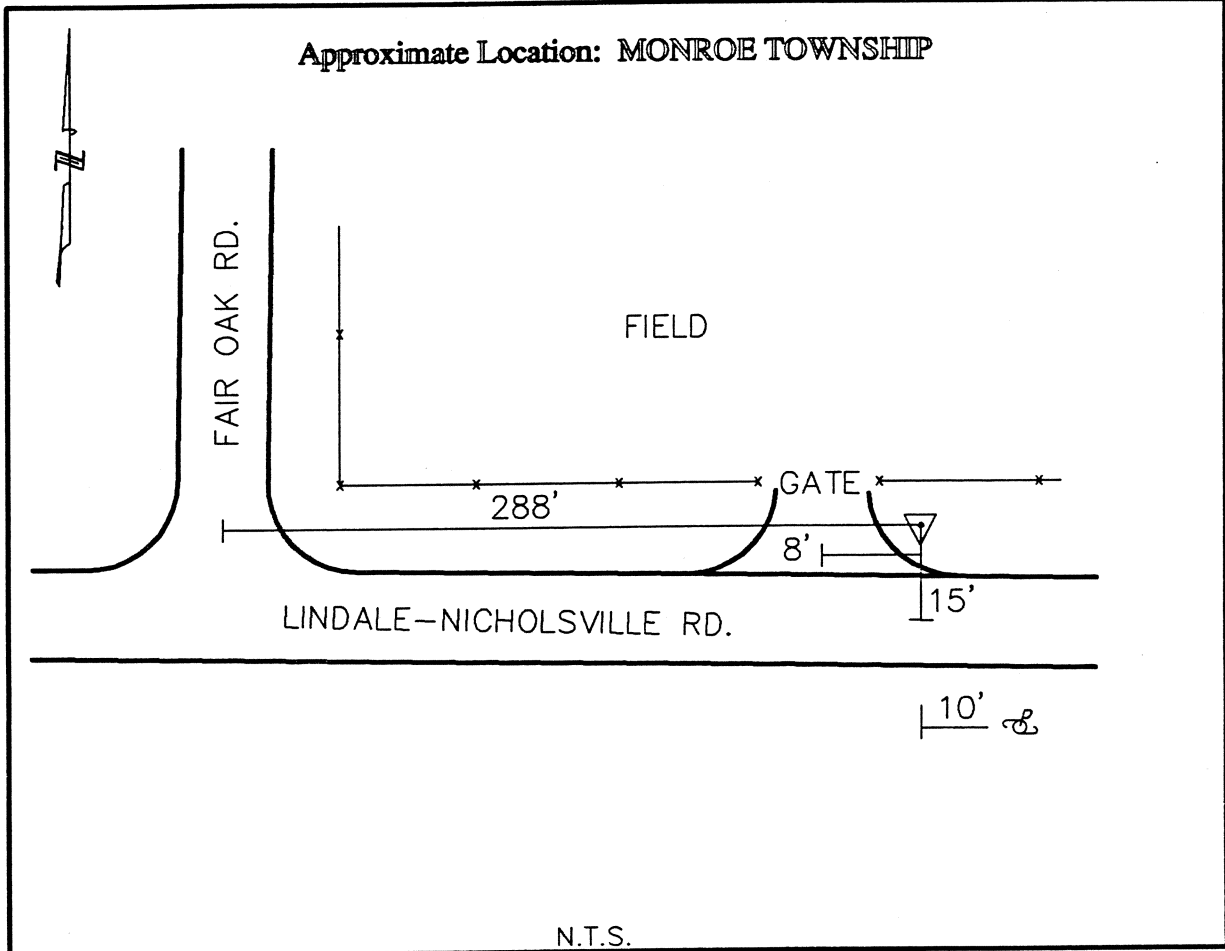 Approximate Location: MONROE TOWNSHIP
N
FAIR OAK RD.
FIELD
GATE
288'
8'
15'
LINDALE-NICHOLSVILLE RD.
10'
N.T.S.